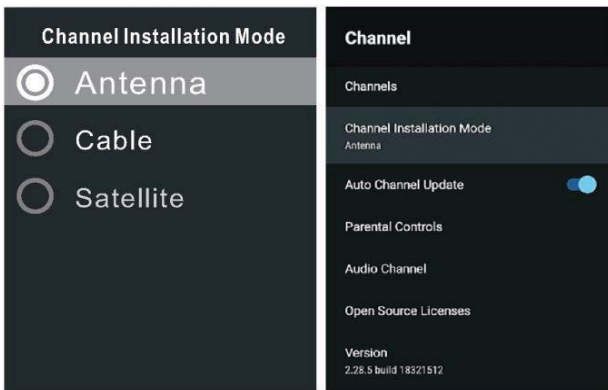 Channel Installation Mode
Antenna
Cable
Satellite
Channel
Channels
Channel Installation Mode
Antenna
Auto Channel Update
Parental Controls
Audio Channel
Open Source Licenses
Version
2.28.5 build 18321512